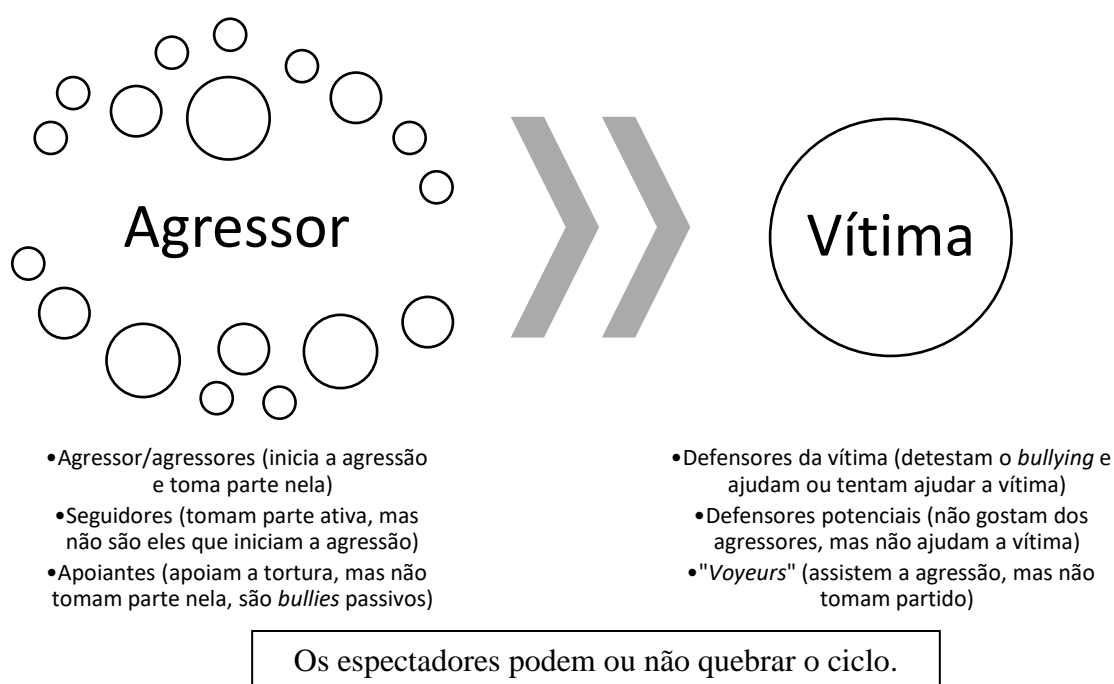 Agressor
Vítima
•Agressor/agressores (inicia a agressão
e toma parte nela)
•Seguidores (tomam parte ativa, mas
não são eles que iniciam a agressão)
•Apoiantes (apoiam a tortura, mas não
tomam parte nela, são bullies passivos)
•Defensores da vítima (detestam o bullying e
ajudam ou tentam ajudar a vítima)
•Defensores potenciais (não gostam dos
agressores, mas não ajudam a vítima)
•"Voyeurs" (assistem a agressão, mas não
tomam partido)
Os espectadores podem ou não quebrar o ciclo.